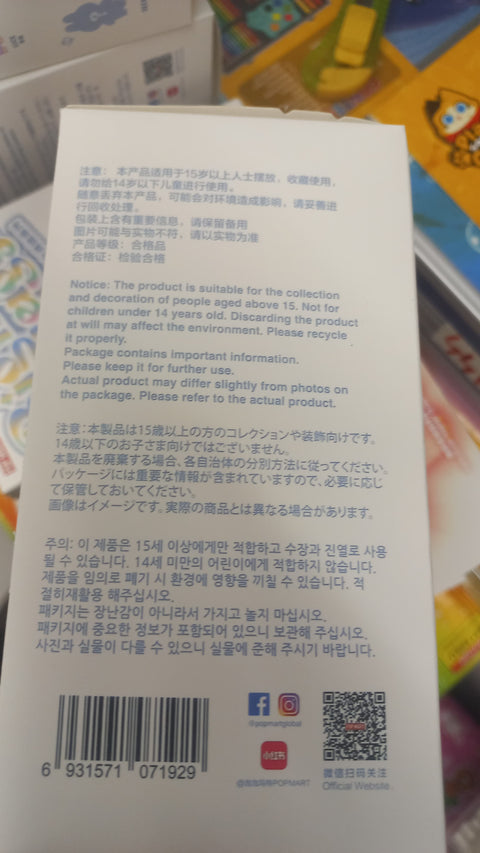 注意: 本产品适用于15岁以上人士摆放，收藏使用，
请勿给14岁以下儿童进行使用。
随意丢弃本产品，可能会对环境造成影响，请妥善进
行回收处理。
包装上含有重要信息，请保留备用
图片可能与实物不符，请以实物为准
产品等级: 合格品
合格证: 检验合格
Notice: The product is suitable for the collection
and decoration of people aged above 15. Not for
children under 14 years old. Discarding the product
at will may affect the environment. Please recycle
it properly.
Package contains important information.
Please keep it for further use.
Actual product may differ slightly from photos on
the package. Please refer to the actual product.
注意:本製品は15歳以上の方のコレクションや装飾向けです。
14歳以下のお子さま向けではございません。
本製品を廃棄する場合、各自治体の分別方法に従ってください。
パッケージには重要な情報が含まれていますので、必要に応じ
て保管しておいてください。
画像はイメージです。実際の商品とは異なる場合があります。
주의: 이 제품은 15세 이상에게만 적합하고 수장과 진열로 사용
될 수 있습니다. 14세 미만의 어린이에게 적합하지 않습니다.
제품을 임의로 폐기 시 환경에 영향을 끼칠 수 있습니다. 적
절히재활용 해주십시오.
패키지는 장난감이 아니라서 가지고 놀지 마십시오.
패키지에 중요한 정보가 포함되어 있으니 보관해 주십시오.
사진과 실물이 다를 수 있으니 실물에 준해 주시기 바랍니다.
@popmartglobal
小红书
@泡泡玛特POPMART
微信扫码关注
Official Website
6 931571 071929